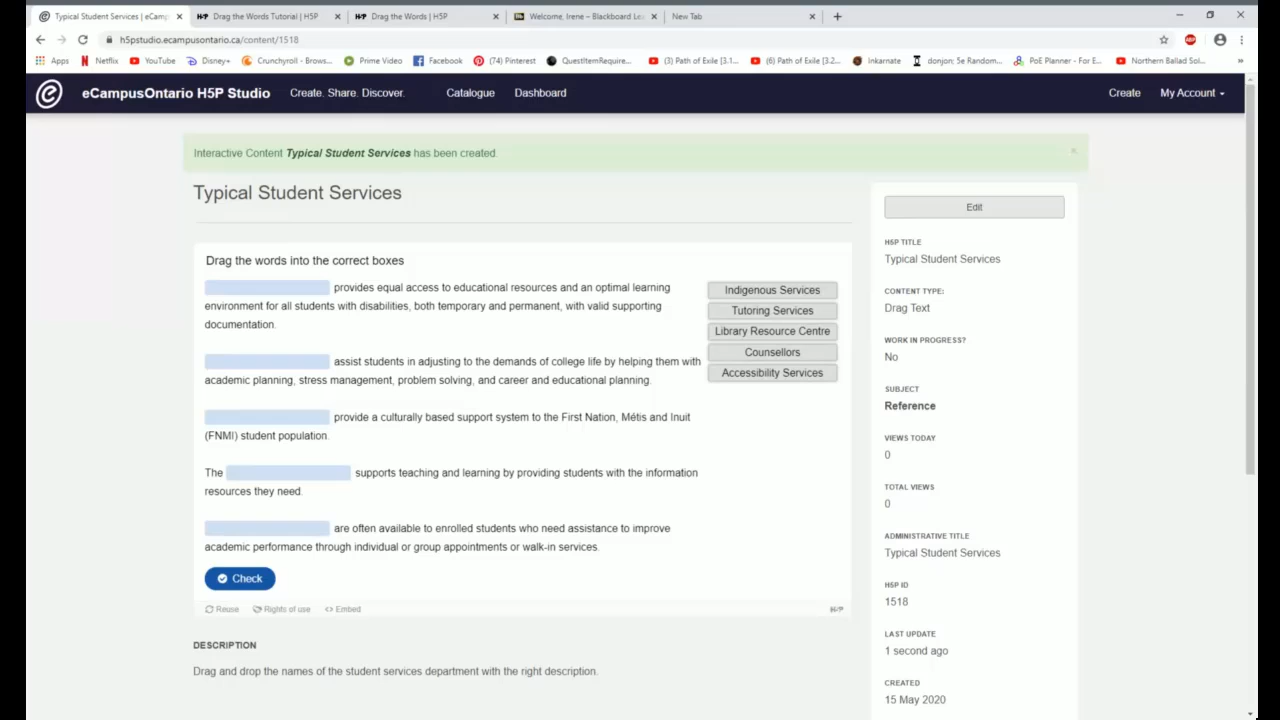 Typical Student Services | eCamp
Drag the Words Tutorial | H5P
Drag the Words | H5P
Welcome, Irene – Blackboard Le
New Tab
h5pstudio.ecampusontario.ca/content/1518
Apps
Netflix
YouTube
Disney+
Crunchyroll - Brows...
Prime Video
Facebook
(74) Pinterest
QuestItemRequire...
(3) Path of Exile [3.1...
(6) Path of Exile [3.2...
Inkarnate
donjon; 5e Random...
PoE Planner - For E...
Northern Ballad Sol...
eCampusOntario H5P Studio
Create. Share. Discover.
Catalogue
Dashboard
Create
My Account
Interactive Content Typical Student Services has been created.
Typical Student Services
Drag the words into the correct boxes
provides equal access to educational resources and an optimal learning
environment for all students with disabilities, both temporary and permanent, with valid supporting
documentation.
assist students in adjusting to the demands of college life by helping them with
academic planning, stress management, problem solving, and career and educational planning.
provide a culturally based support system to the First Nation, Métis and Inuit
(FNMI) student population.
The supports teaching and learning by providing students with the information
resources they need.
are often available to enrolled students who need assistance to improve
academic performance through individual or group appointments or walk-in services.
Indigenous Services
Tutoring Services
Library Resource Centre
Counsellors
Accessibility Services
Check
Reuse
Rights of use
<> Embed
H5P
DESCRIPTION
Drag and drop the names of the student services department with the right description.
Edit
H5P TITLE
Typical Student Services
CONTENT TYPE:
Drag Text
WORK IN PROGRESS?
No
SUBJECT
Reference
VIEWS TODAY
0
TOTAL VIEWS
0
ADMINISTRATIVE TITLE
Typical Student Services
H5P ID
1518
LAST UPDATE
1 second ago
CREATED
15 May 2020